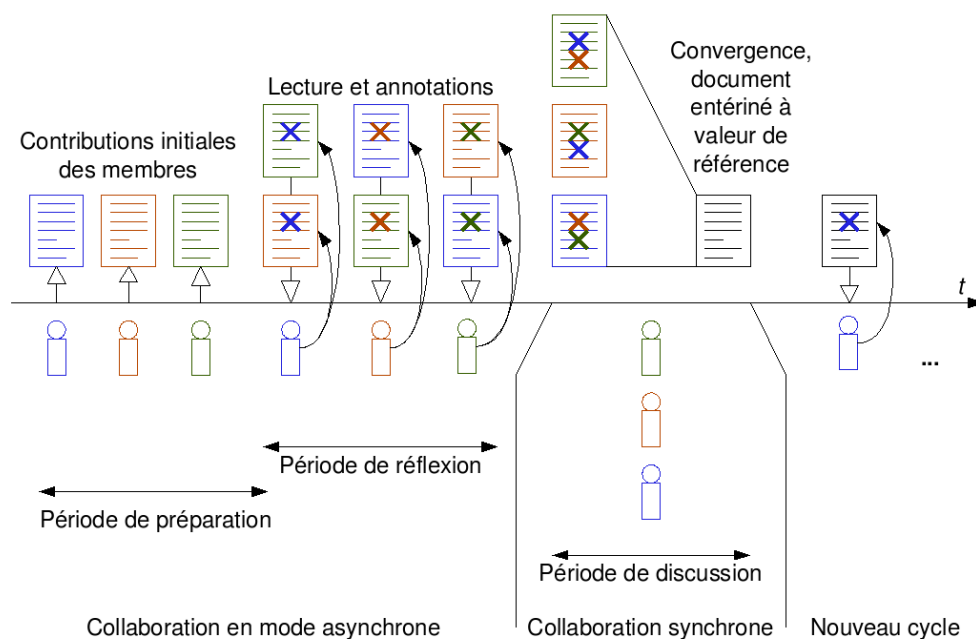 Contributions initiales
des membres
Lecture et annotations
Convergence,
document
entériné à
valeur de
référence
t
...
Période de réflexion
Période de préparation
Période de discussion
Collaboration en mode asynchrone
Collaboration synchrone
Nouveau cycle